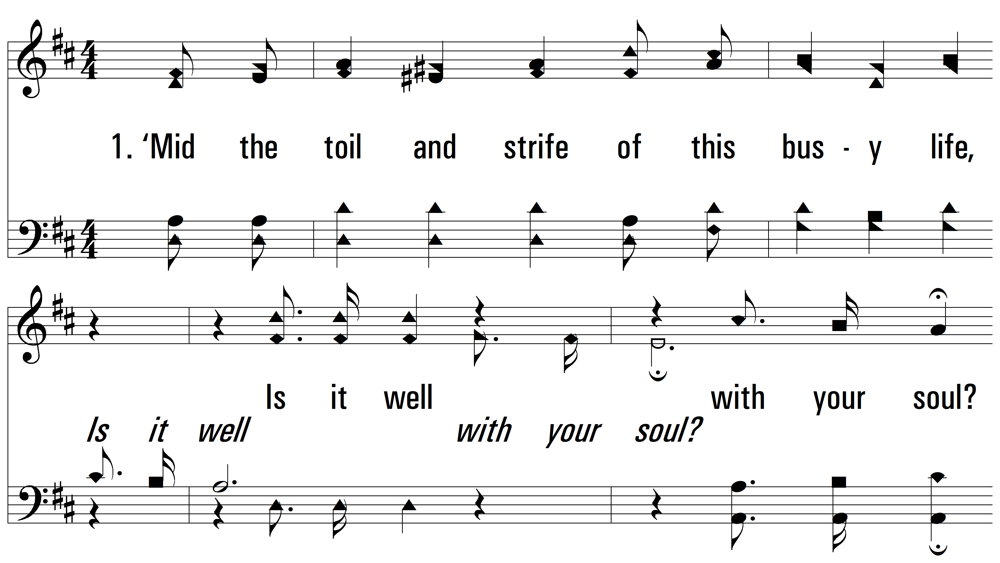 1. ‘Mid the toil and strife of this bus - y life,
Is it well with your soul?
Is it well with your soul?